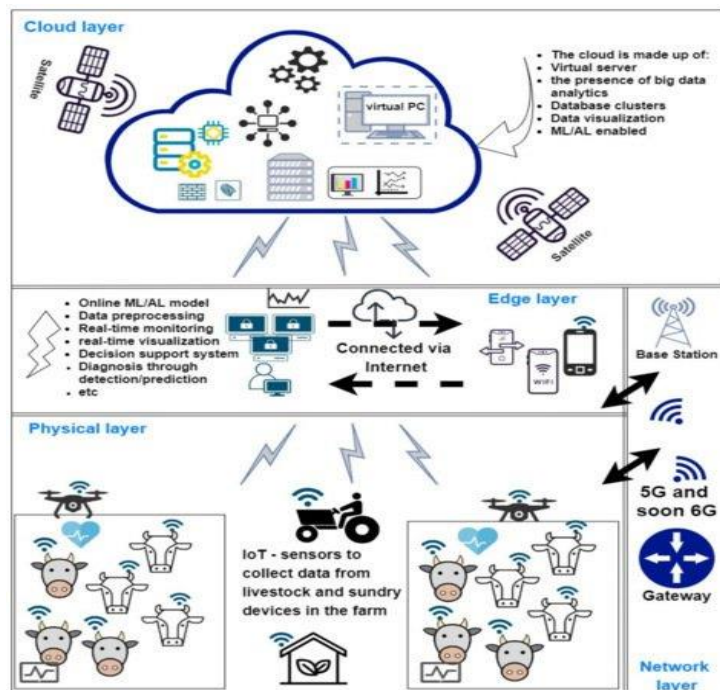 Cloud layer
Satellite
virtual PC
The cloud is made up of:
Virtual server
the presence of big data
analytics
Database clusters
Data visualization
ML/AL enabled
Satellite
Online ML/AL model
Data preprocessing
Real-time monitoring
real-time visualization
Decision support system
Diagnosis through
detection/prediction
etc
Connected via
Internet
Edge layer
WiFi
Base Station
Physical layer
IoT - sensors to
collect data from
livestock and sundry
devices in the farm
5G and
soon 6G
Gateway
Network
layer